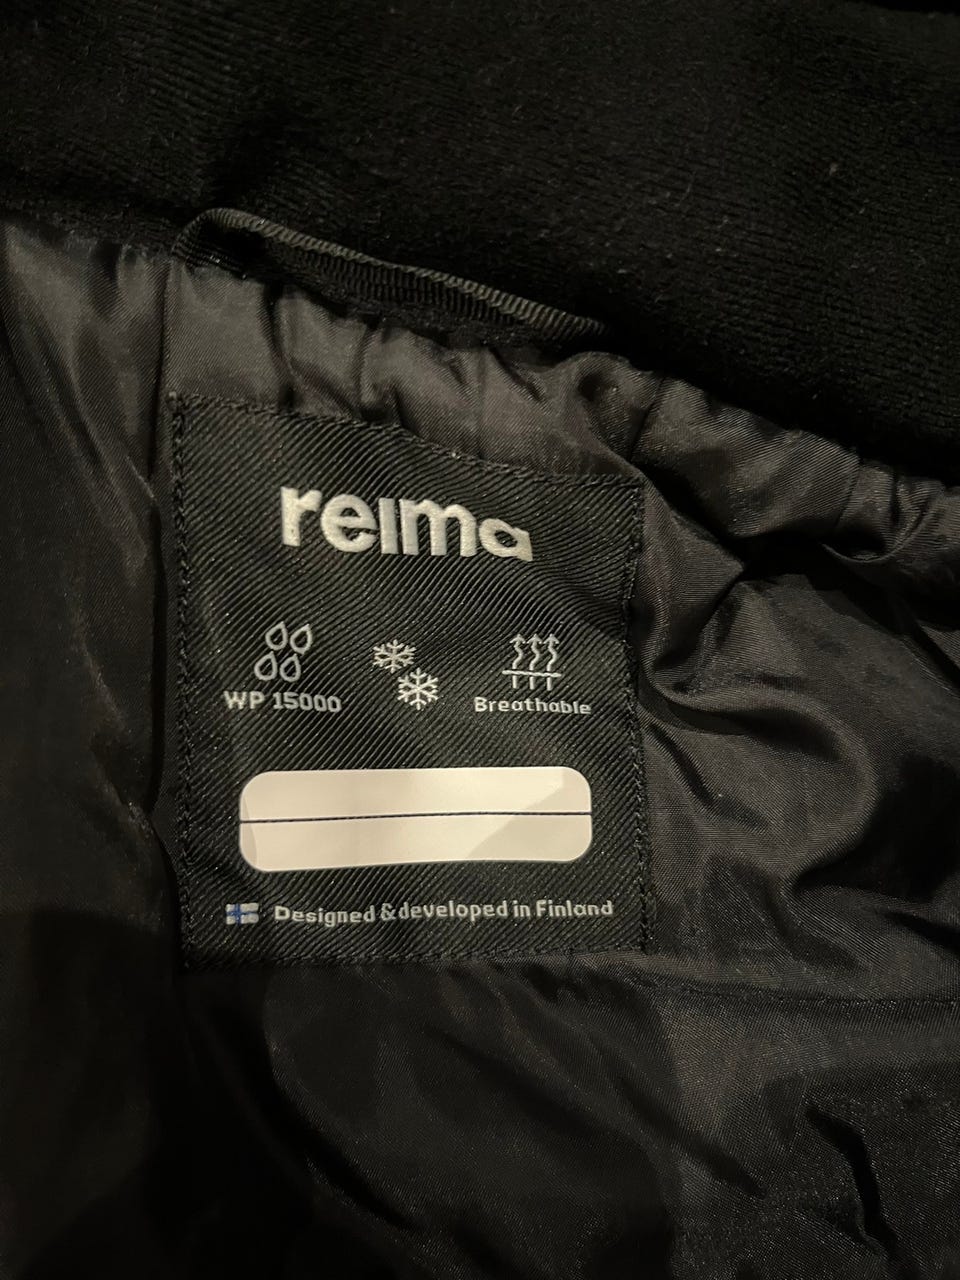 reima
WP 15000
Breathable
Designed & developed in Finland